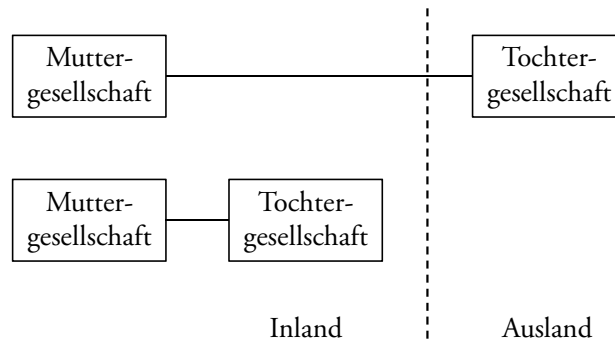 Mutter-
gesellschaft
Tochter-
gesellschaft
Mutter-
gesellschaft
Tochter-
gesellschaft
Inland
Ausland